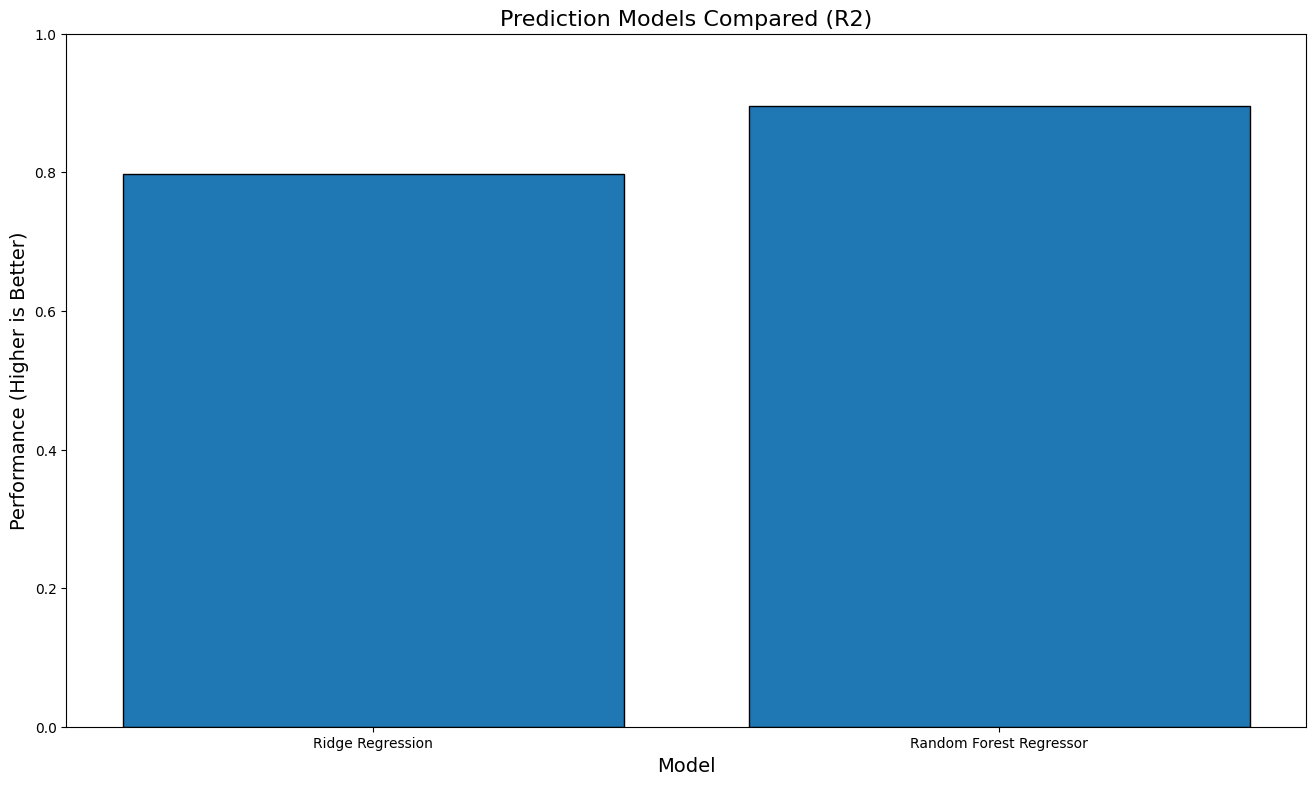 Prediction Models Compared (R2)
Performance (Higher is Better)
1.0
0.8
0.6
0.4
0.2
0.0
Ridge Regression
Random Forest Regressor
Model